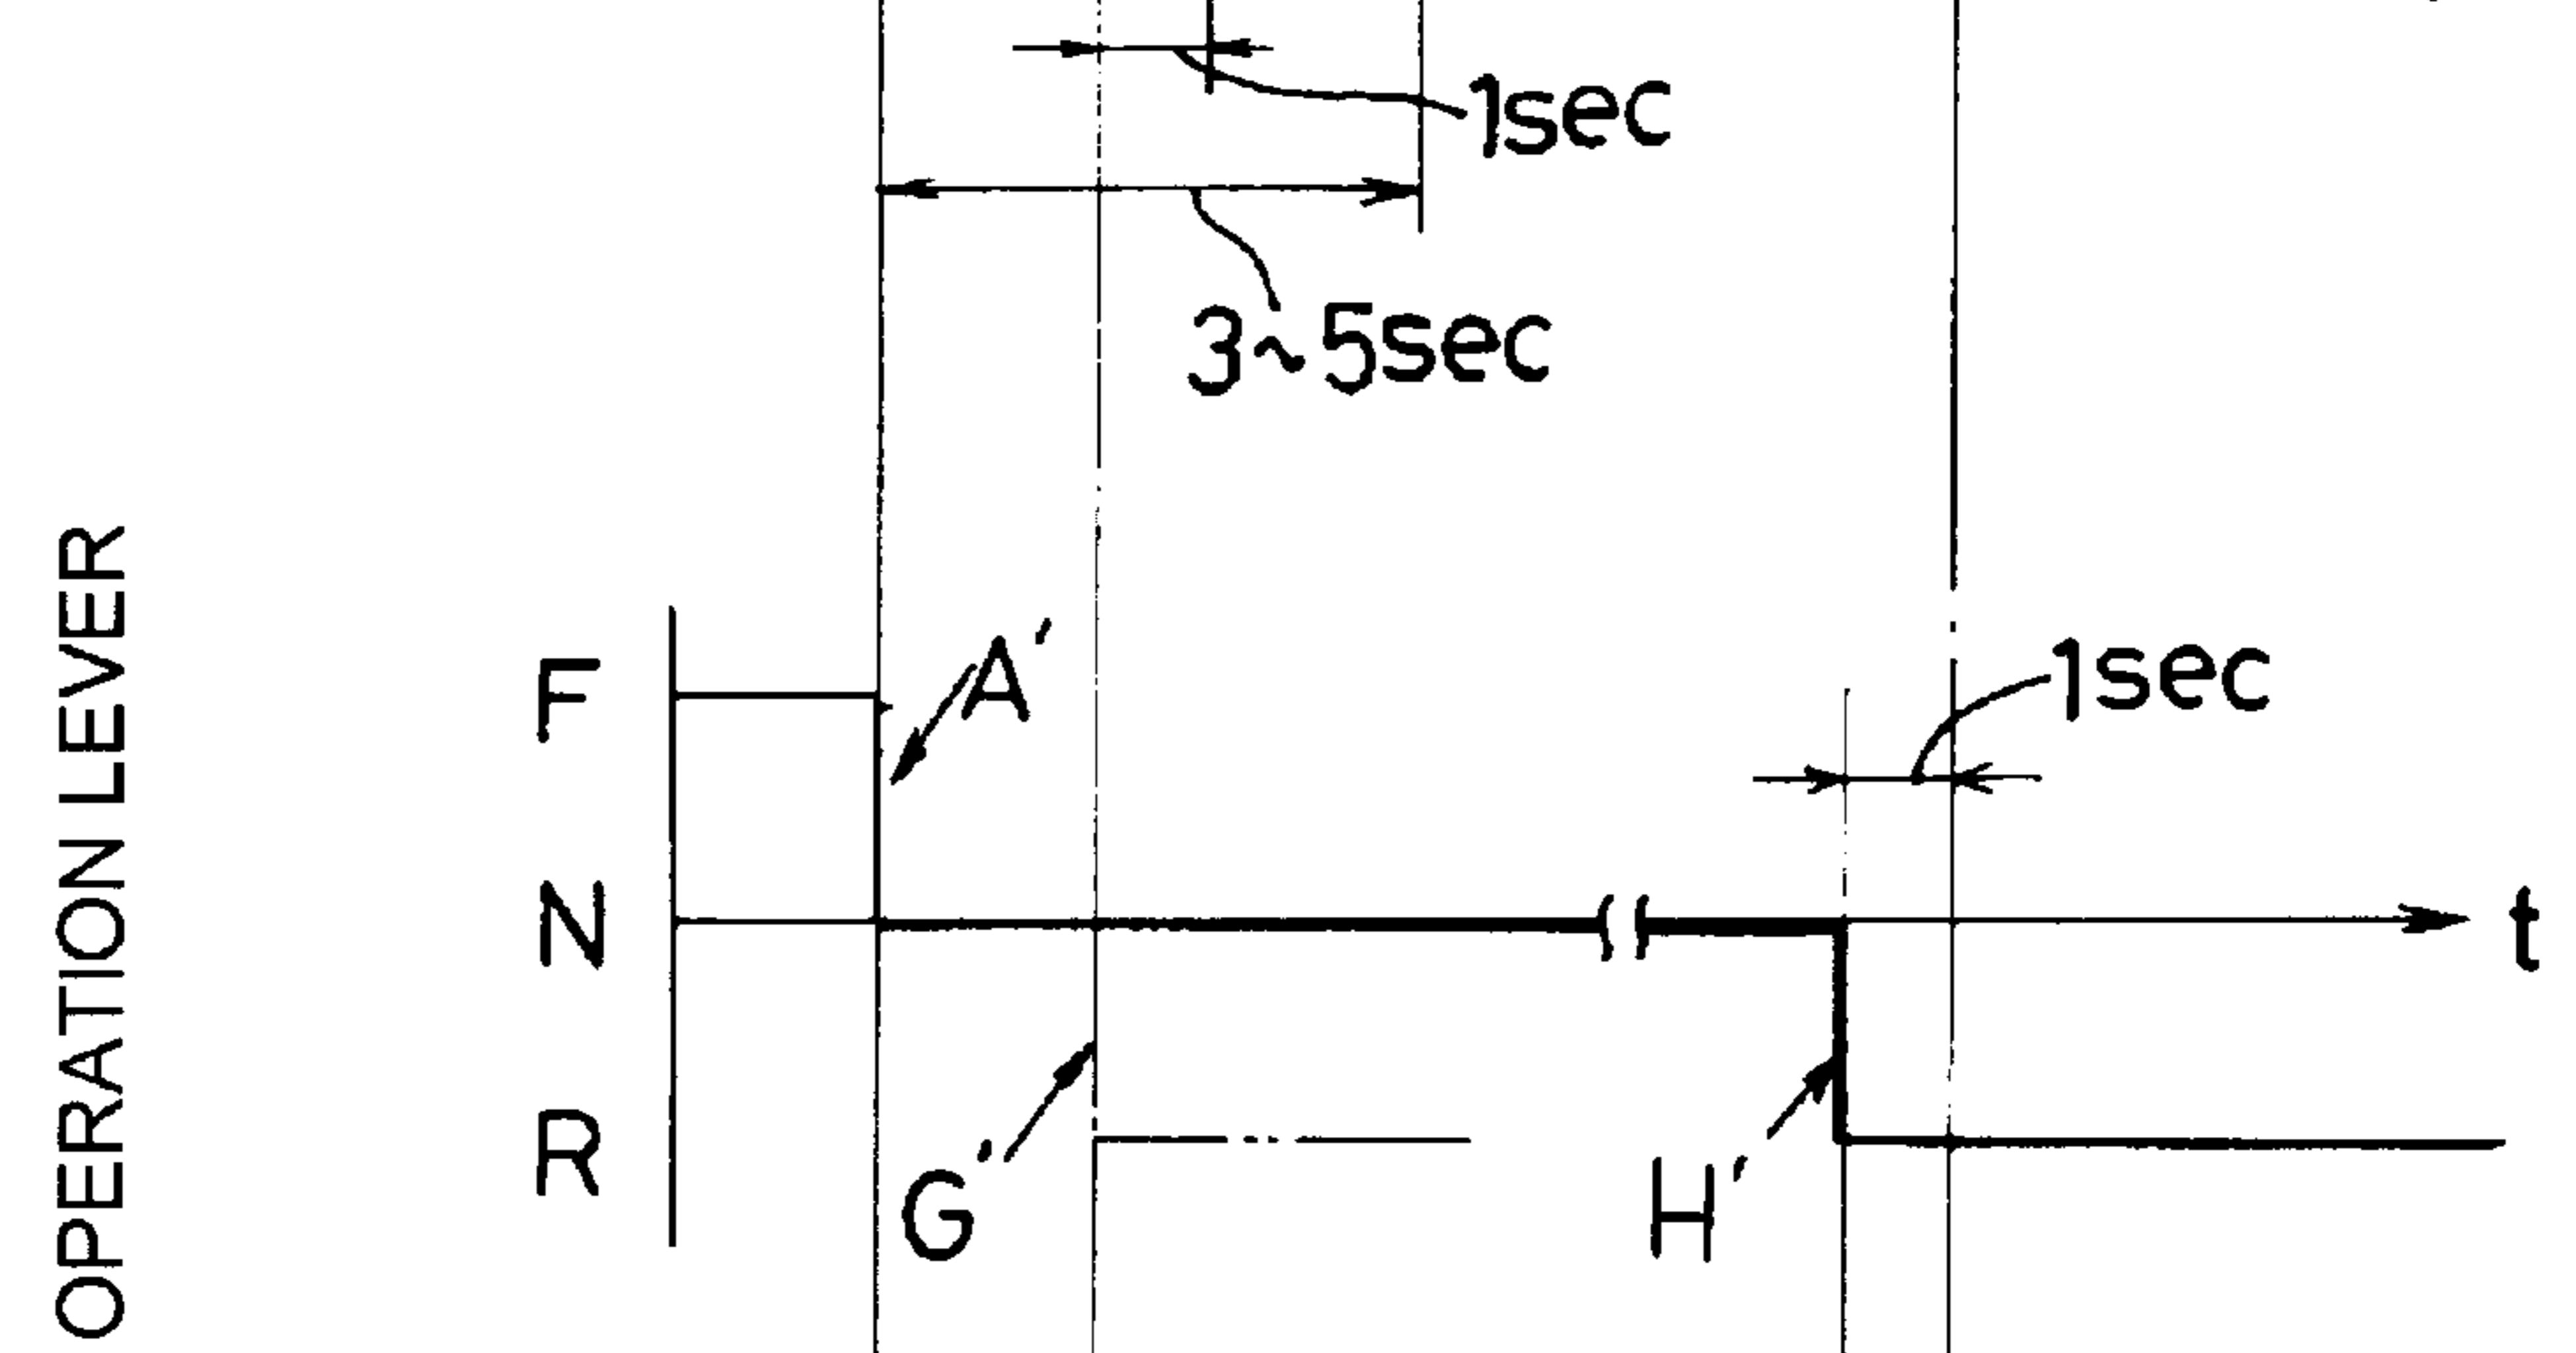 1sec
3~5sec
OPERATION LEVER
F
A'
1sec
N
t
R
G'
H'